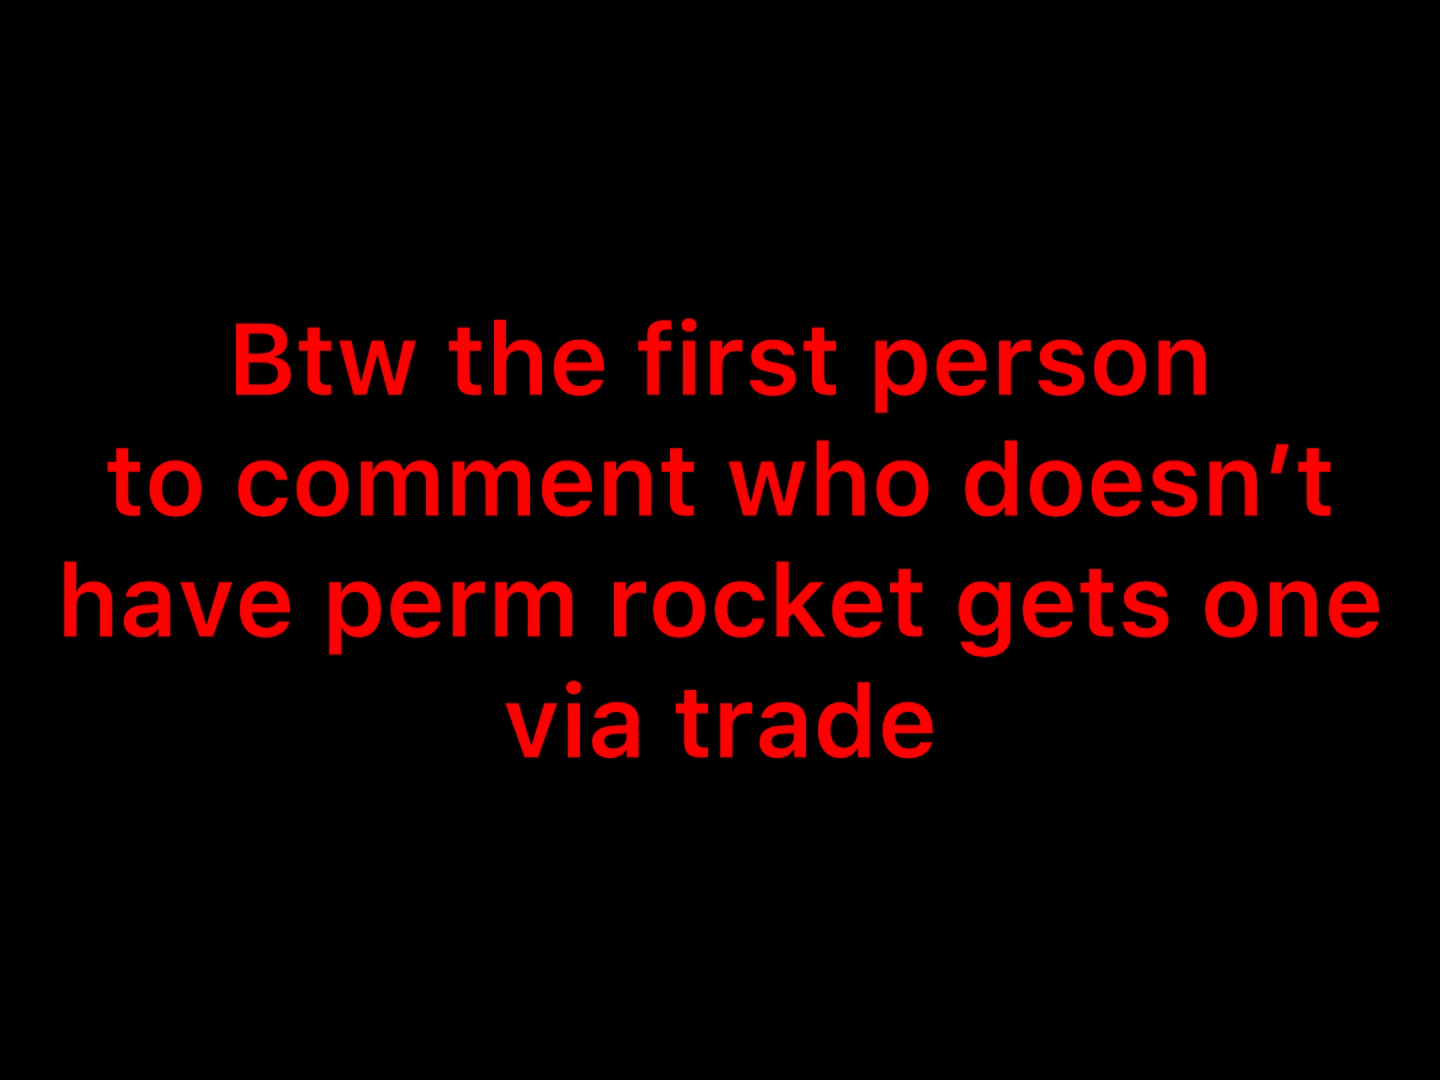 Btw the first person
to comment who doesn’t
have perm rocket gets one
via trade